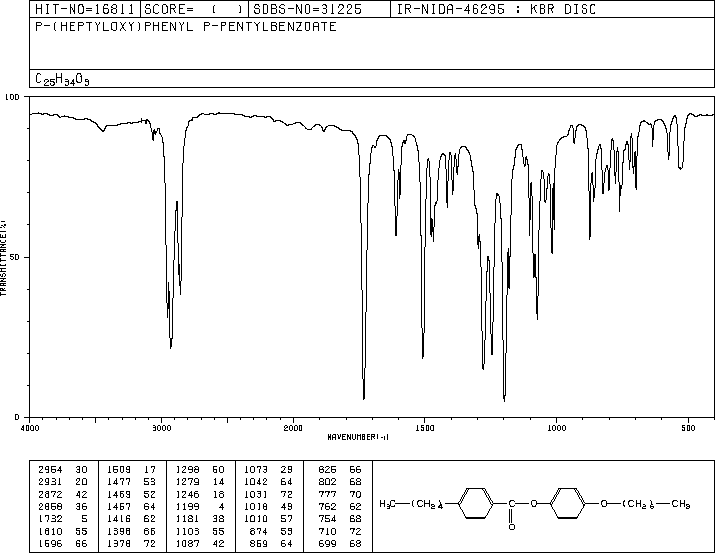 HIT-NO=16811 SCORE= ( ) SDBS-NO=31225 IR-NIDA-46295 : KBR DISC
P-(HEPTYLOXY)PHENYL P-PENTYLBENZOATE
C25H34O3
100
50
0
TRANSMITTANCE(%)
4000 3000 2000 1500 1000 500
WAVENUMBER(-1)
2954 30 1509 17 1298 50 1073 29 826 66
2931 20 1477 53 1279 14 1042 64 802 68
2872 42 1469 52 1246 18 1031 72 777 70
2858 36 1467 64 1199 4 1018 49 762 62
1732 5 1416 62 1181 38 1010 57 754 68
1610 55 1398 66 1103 55 874 53 710 72
1596 66 1378 72 1087 42 859 64 699 68
H3C—(CH2)4 C—O O—(CH2)6—CH3
O